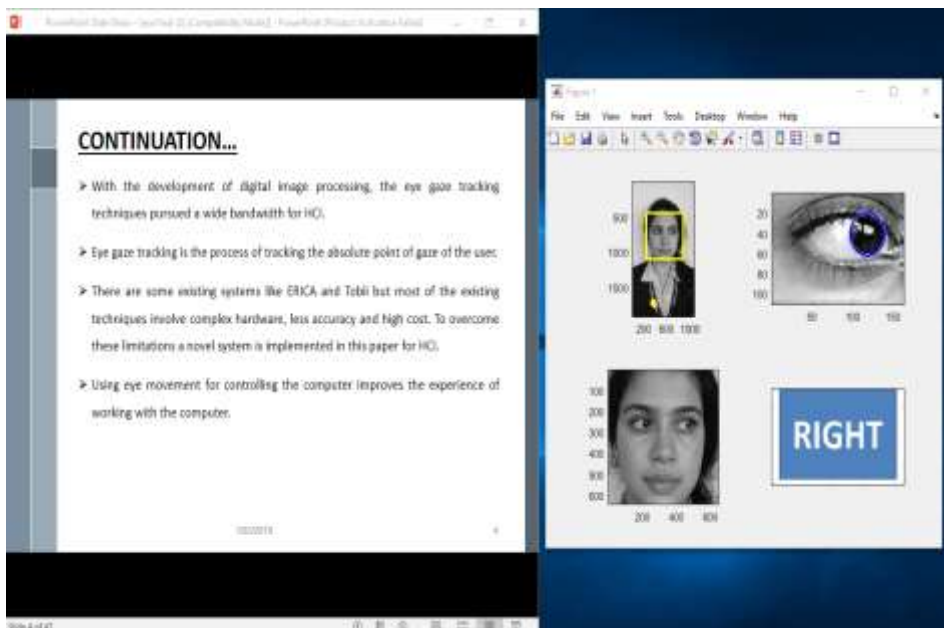 CONTINUATION...
➤ With the development of digital image processing, the eye gaze tracking
techniques pursued a wide bandwidth for HCI.
➤ Eye gaze tracking is the process of tracking the absolute point of gaze of the user.
➤ There are some existing systems like ERICA and Tobii but most of the existing
techniques involve complex hardware, less accuracy and high cost. To overcome
these limitations a novel system is implemented in this paper for HCI.
➤ Using eye movement for controlling the computer improves the experience of
working with the computer.
Figure 1
File Edit View Insert Tools Desktop Window Help
500
1000
1500
200 600 1000
20
40
60
80
100
50 100 150
100
200
300
400
500
600
200 400 600
RIGHT